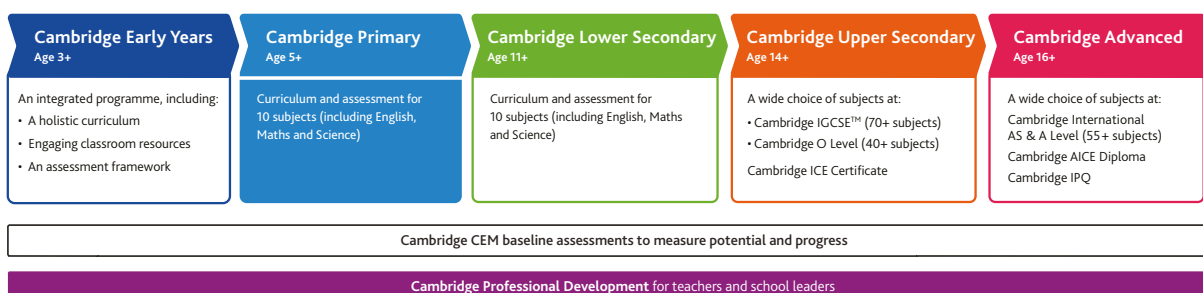 Cambridge Early Years
Age 3+
An integrated programme, including:
• A holistic curriculum
• Engaging classroom resources
• An assessment framework
Cambridge Primary
Age 5+
Curriculum and assessment for
10 subjects (including English,
Maths and Science)
Cambridge Lower Secondary
Age 11+
Curriculum and assessment for
10 subjects (including English, Maths
and Science)
Cambridge Upper Secondary
Age 14+
A wide choice of subjects at:
• Cambridge IGCSE™ (70+ subjects)
• Cambridge O Level (40+ subjects)
Cambridge ICE Certificate
Cambridge Advanced
Age 16+
A wide choice of subjects at:
Cambridge International
AS & A Level (55+ subjects)
Cambridge AICE Diploma
Cambridge IPQ
Cambridge CEM baseline assessments to measure potential and progress
Cambridge Professional Development for teachers and school leaders